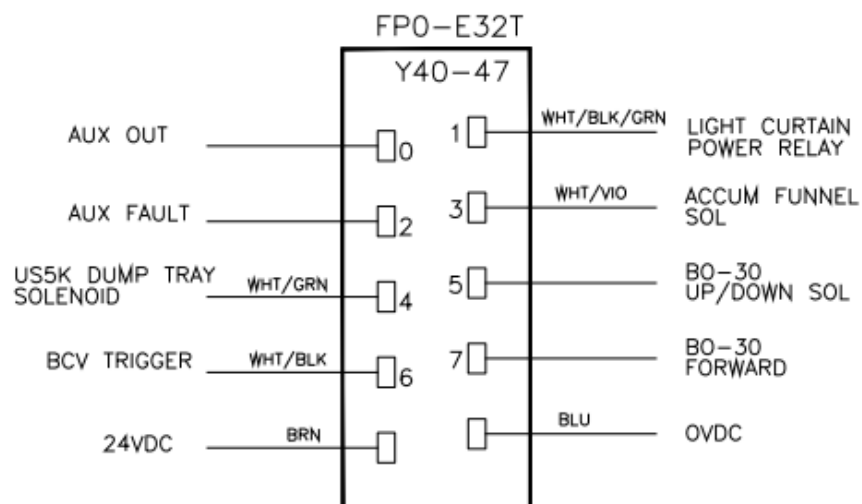 FP0-E32T
Y40-47
AUX OUT
0
1
WHT/BLK/GRN
LIGHT CURTAIN
POWER RELAY
AUX FAULT
2
3
WHT/VIO
ACCUM FUNNEL
SOL
US5K DUMP TRAY
SOLENOID
WHT/GRN
4
5
BO-30
UP/DOWN SOL
BCV TRIGGER
WHT/BLK
6
7
BO-30
FORWARD
24VDC
BRN
BLU
0VDC